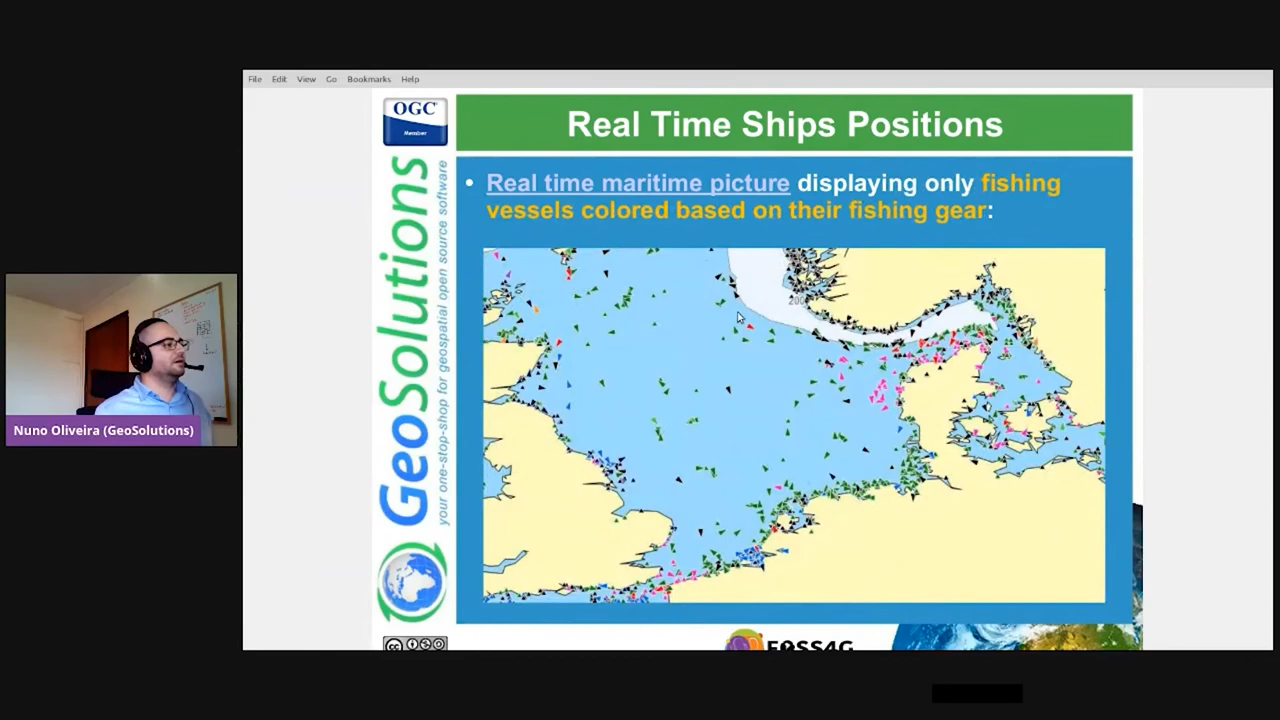 File Edit View Go Bookmarks Help
OGC
Member
Real Time Ships Positions
GeoSolutions
your one-stop-shop for geospatial open source software
• Real time maritime picture displaying only fishing
vessels colored based on their fishing gear:
Nuno Oliveira (GeoSolutions)
FOSS4G